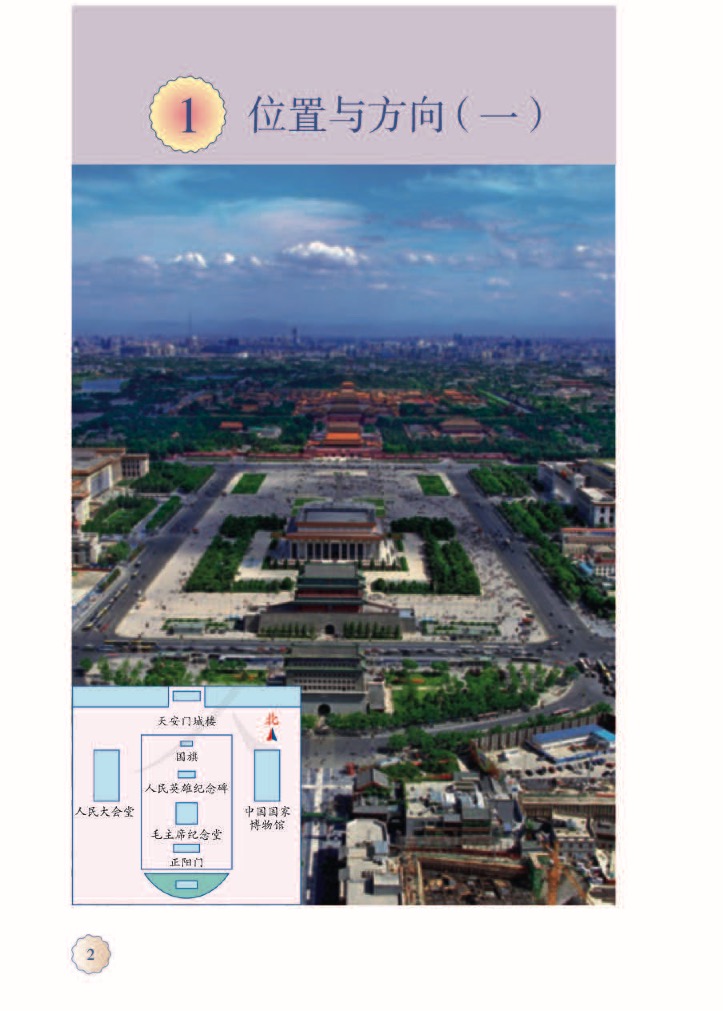 1 位置与方向(一)
天安门城楼
北
国旗
人民英雄纪念碑
人民大会堂
中国国家
博物馆
毛主席纪念堂
正阳门
2